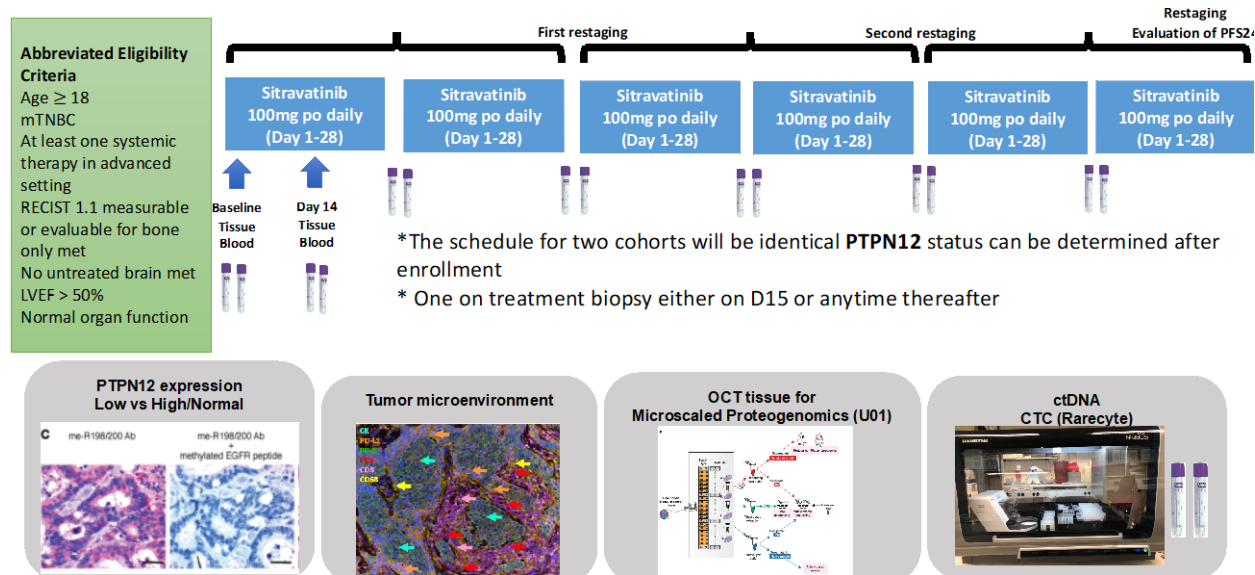 Abbreviated Eligibility
Criteria
Age ≥ 18
mTNBC
At least one systemic
therapy in advanced
setting
RECIST 1.1 measurable
or evaluable for bone
only met
No untreated brain met
LVEF > 50%
Normal organ function
First restaging
Second restaging
Restaging
Evaluation of PFS24
Sitravatinib
100mg po daily
(Day 1-28)
Sitravatinib
100mg po daily
(Day 1-28)
Sitravatinib
100mg po daily
(Day 1-28)
Sitravatinib
100mg po daily
(Day 1-28)
Sitravatinib
100mg po daily
(Day 1-28)
Sitravatinib
100mg po daily
(Day 1-28)
Baseline
Tissue
Blood
Day 14
Tissue
Blood
*The schedule for two cohorts will be identical PTPN12 status can be determined after
enrollment
* One on treatment biopsy either on D15 or anytime thereafter
PTPN12 expression
Low vs High/Normal
C
me-R198/200 Ab
me-R198/200 Ab
+
methylated EGFR peptide
Tumor microenvironment
CK
PD-L1
CD8
CD68
OCT tissue for
Microscaled Proteogenomics (U01)
ctDNA
CTC (Rarecyte)